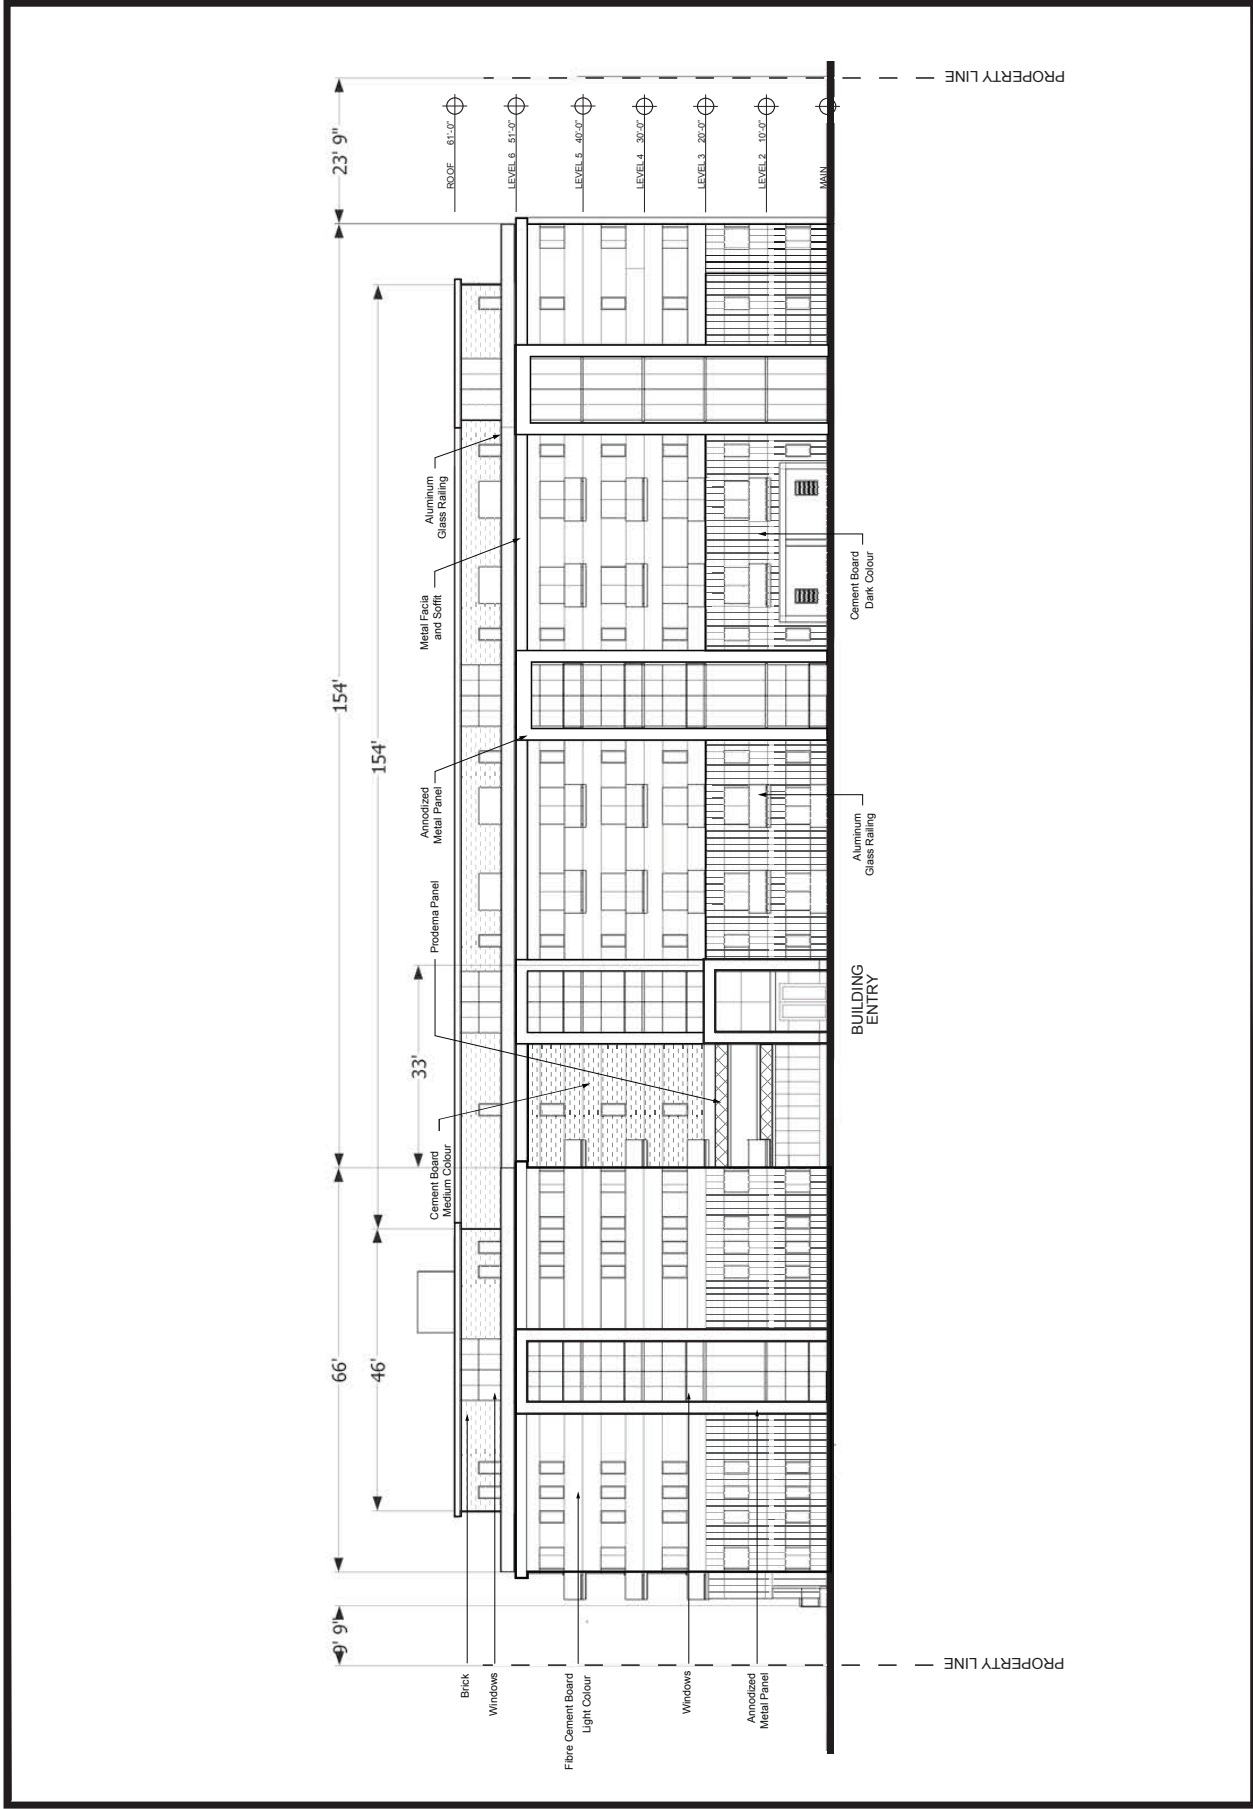 9' 9"
66'
154'
23' 9"
46'
154'
33'
Brick
Windows
Fibre Cement Board
Light Colour
Windows
Annodized
Metal Panel
Cement Board
Medium Colour
Prodema Panel
Annodized
Metal Panel
Metal Facia
and Soffit
Aluminum
Glass Railing
ROOF 61'-0"
LEVEL 6 51'-0"
LEVEL 5 40'-0"
LEVEL 4 30'-0"
LEVEL 3 20'-0"
LEVEL 2 10'-0"
MAIN
BUILDING
ENTRY
Aluminum
Glass Railing
Cement Board
Dark Colour
PROPERTY LINE
PROPERTY LINE